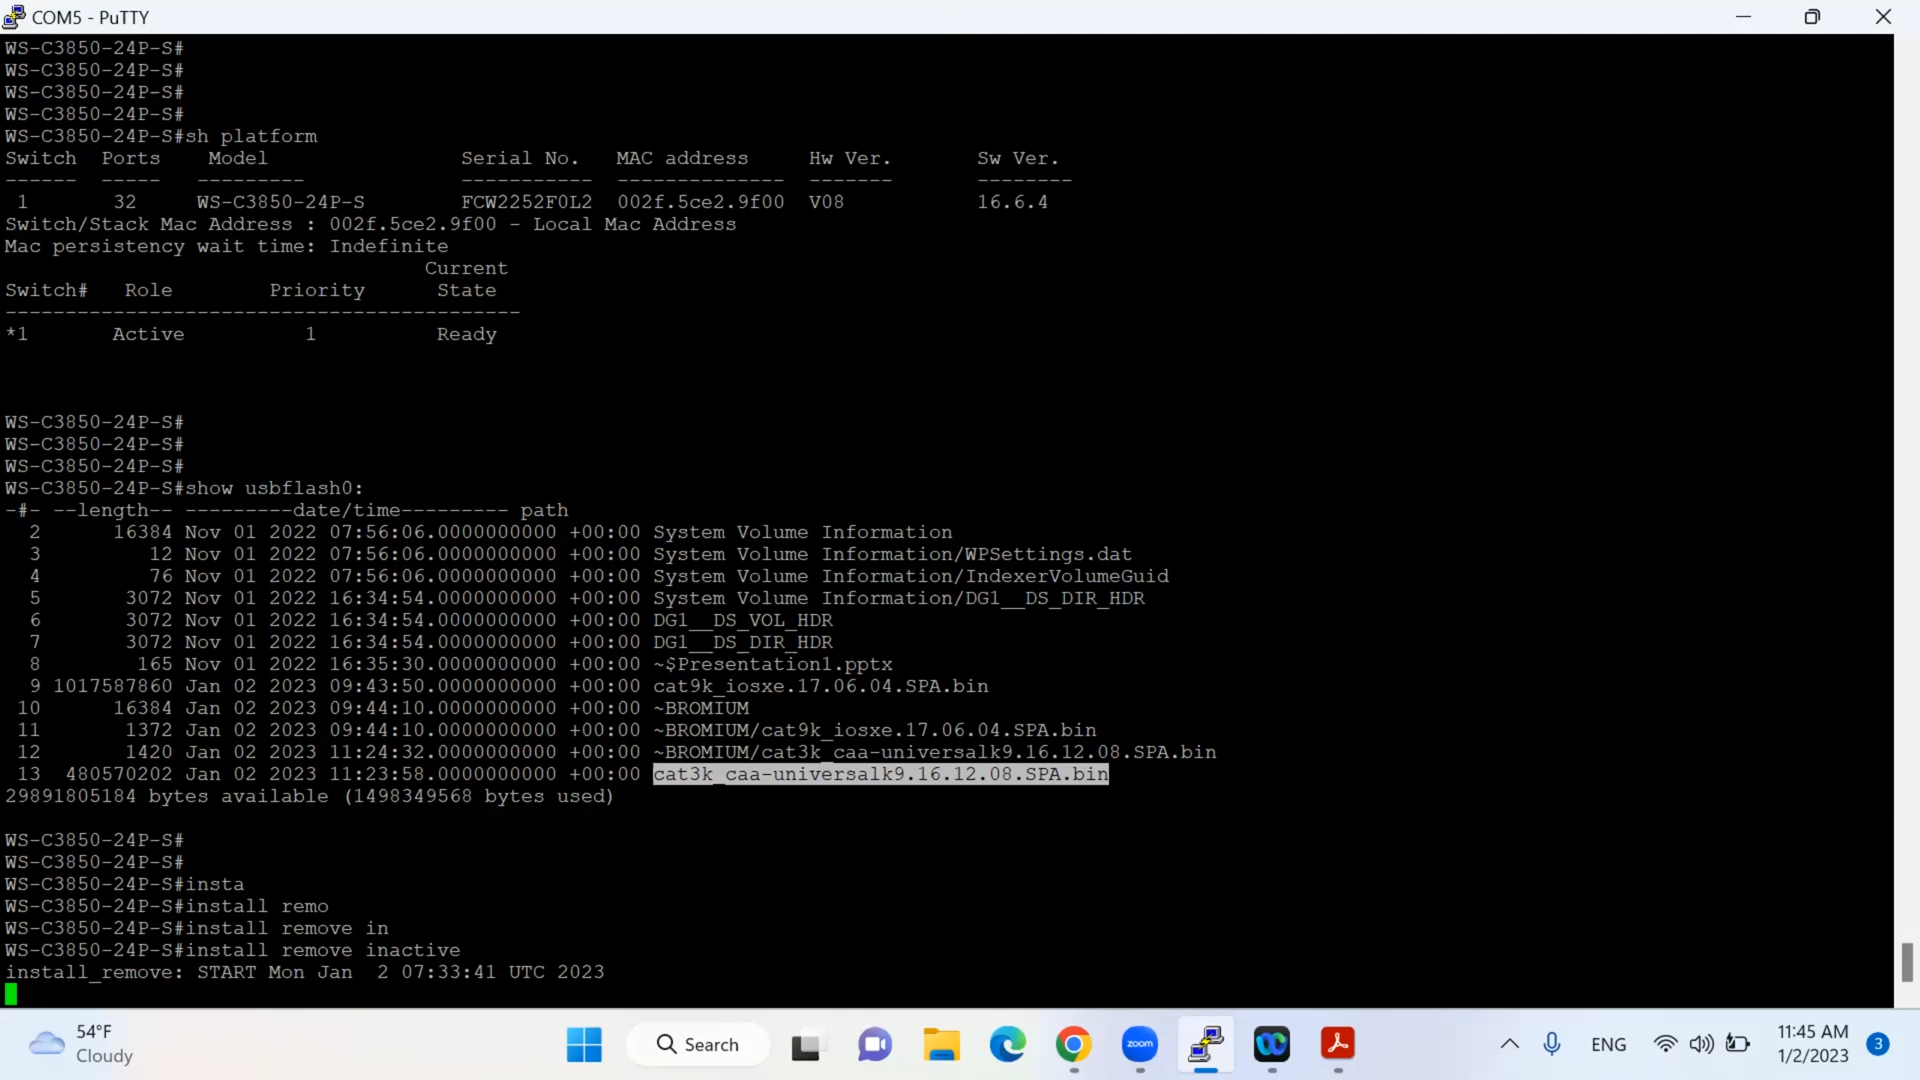 COM5 - PuTTY
WS-C3850-24P-S#
WS-C3850-24P-S#
WS-C3850-24P-S#
WS-C3850-24P-S#
WS-C3850-24P-S#sh platform
Switch  Ports    Model                Serial No.   MAC address     Hw Ver.       Sw Ver.
------  -----   ---------             -----------  --------------  -------       --------
 1       32     WS-C3850-24P-S        FCW2252F0L2  002f.5ce2.9f00  V08           16.6.4
Switch/Stack Mac Address : 002f.5ce2.9f00 - Local Mac Address
Mac persistency wait time: Indefinite
                                   Current
Switch#   Role        Priority      State
-------------------------------------------
*1       Active          1          Ready
WS-C3850-24P-S#
WS-C3850-24P-S#
WS-C3850-24P-S#
WS-C3850-24P-S#show usbflash0:
-#- --length-- ---------date/time--------- path
  2      16384 Nov 01 2022 07:56:06.0000000000 +00:00 System Volume Information
  3         12 Nov 01 2022 07:56:06.0000000000 +00:00 System Volume Information/WPSettings.dat
  4         76 Nov 01 2022 07:56:06.0000000000 +00:00 System Volume Information/IndexerVolumeGuid
  5       3072 Nov 01 2022 16:34:54.0000000000 +00:00 System Volume Information/DG1__DS_DIR_HDR
  6       3072 Nov 01 2022 16:34:54.0000000000 +00:00 DG1__DS_VOL_HDR
  7       3072 Nov 01 2022 16:34:54.0000000000 +00:00 DG1__DS_DIR_HDR
  8        165 Nov 01 2022 16:35:30.0000000000 +00:00 ~$Presentation1.pptx
  9 1017587860 Jan 02 2023 09:43:50.0000000000 +00:00 cat9k_iosxe.17.06.04.SPA.bin
 10      16384 Jan 02 2023 09:44:10.0000000000 +00:00 ~BROMIUM
 11       1372 Jan 02 2023 09:44:10.0000000000 +00:00 ~BROMIUM/cat9k_iosxe.17.06.04.SPA.bin
 12       1420 Jan 02 2023 11:24:32.0000000000 +00:00 ~BROMIUM/cat3k_caa-universalk9.16.12.08.SPA.bin
 13  480570202 Jan 02 2023 11:23:58.0000000000 +00:00 cat3k_caa-universalk9.16.12.08.SPA.bin
29891805184 bytes available (1498349568 bytes used)
WS-C3850-24P-S#
WS-C3850-24P-S#
WS-C3850-24P-S#insta
WS-C3850-24P-S#install remo
WS-C3850-24P-S#install remove in
WS-C3850-24P-S#install remove inactive
install_remove: START Mon Jan  2 07:33:41 UTC 2023
54°F
Cloudy
Search
zoom
ENG
11:45 AM
1/2/2023
3